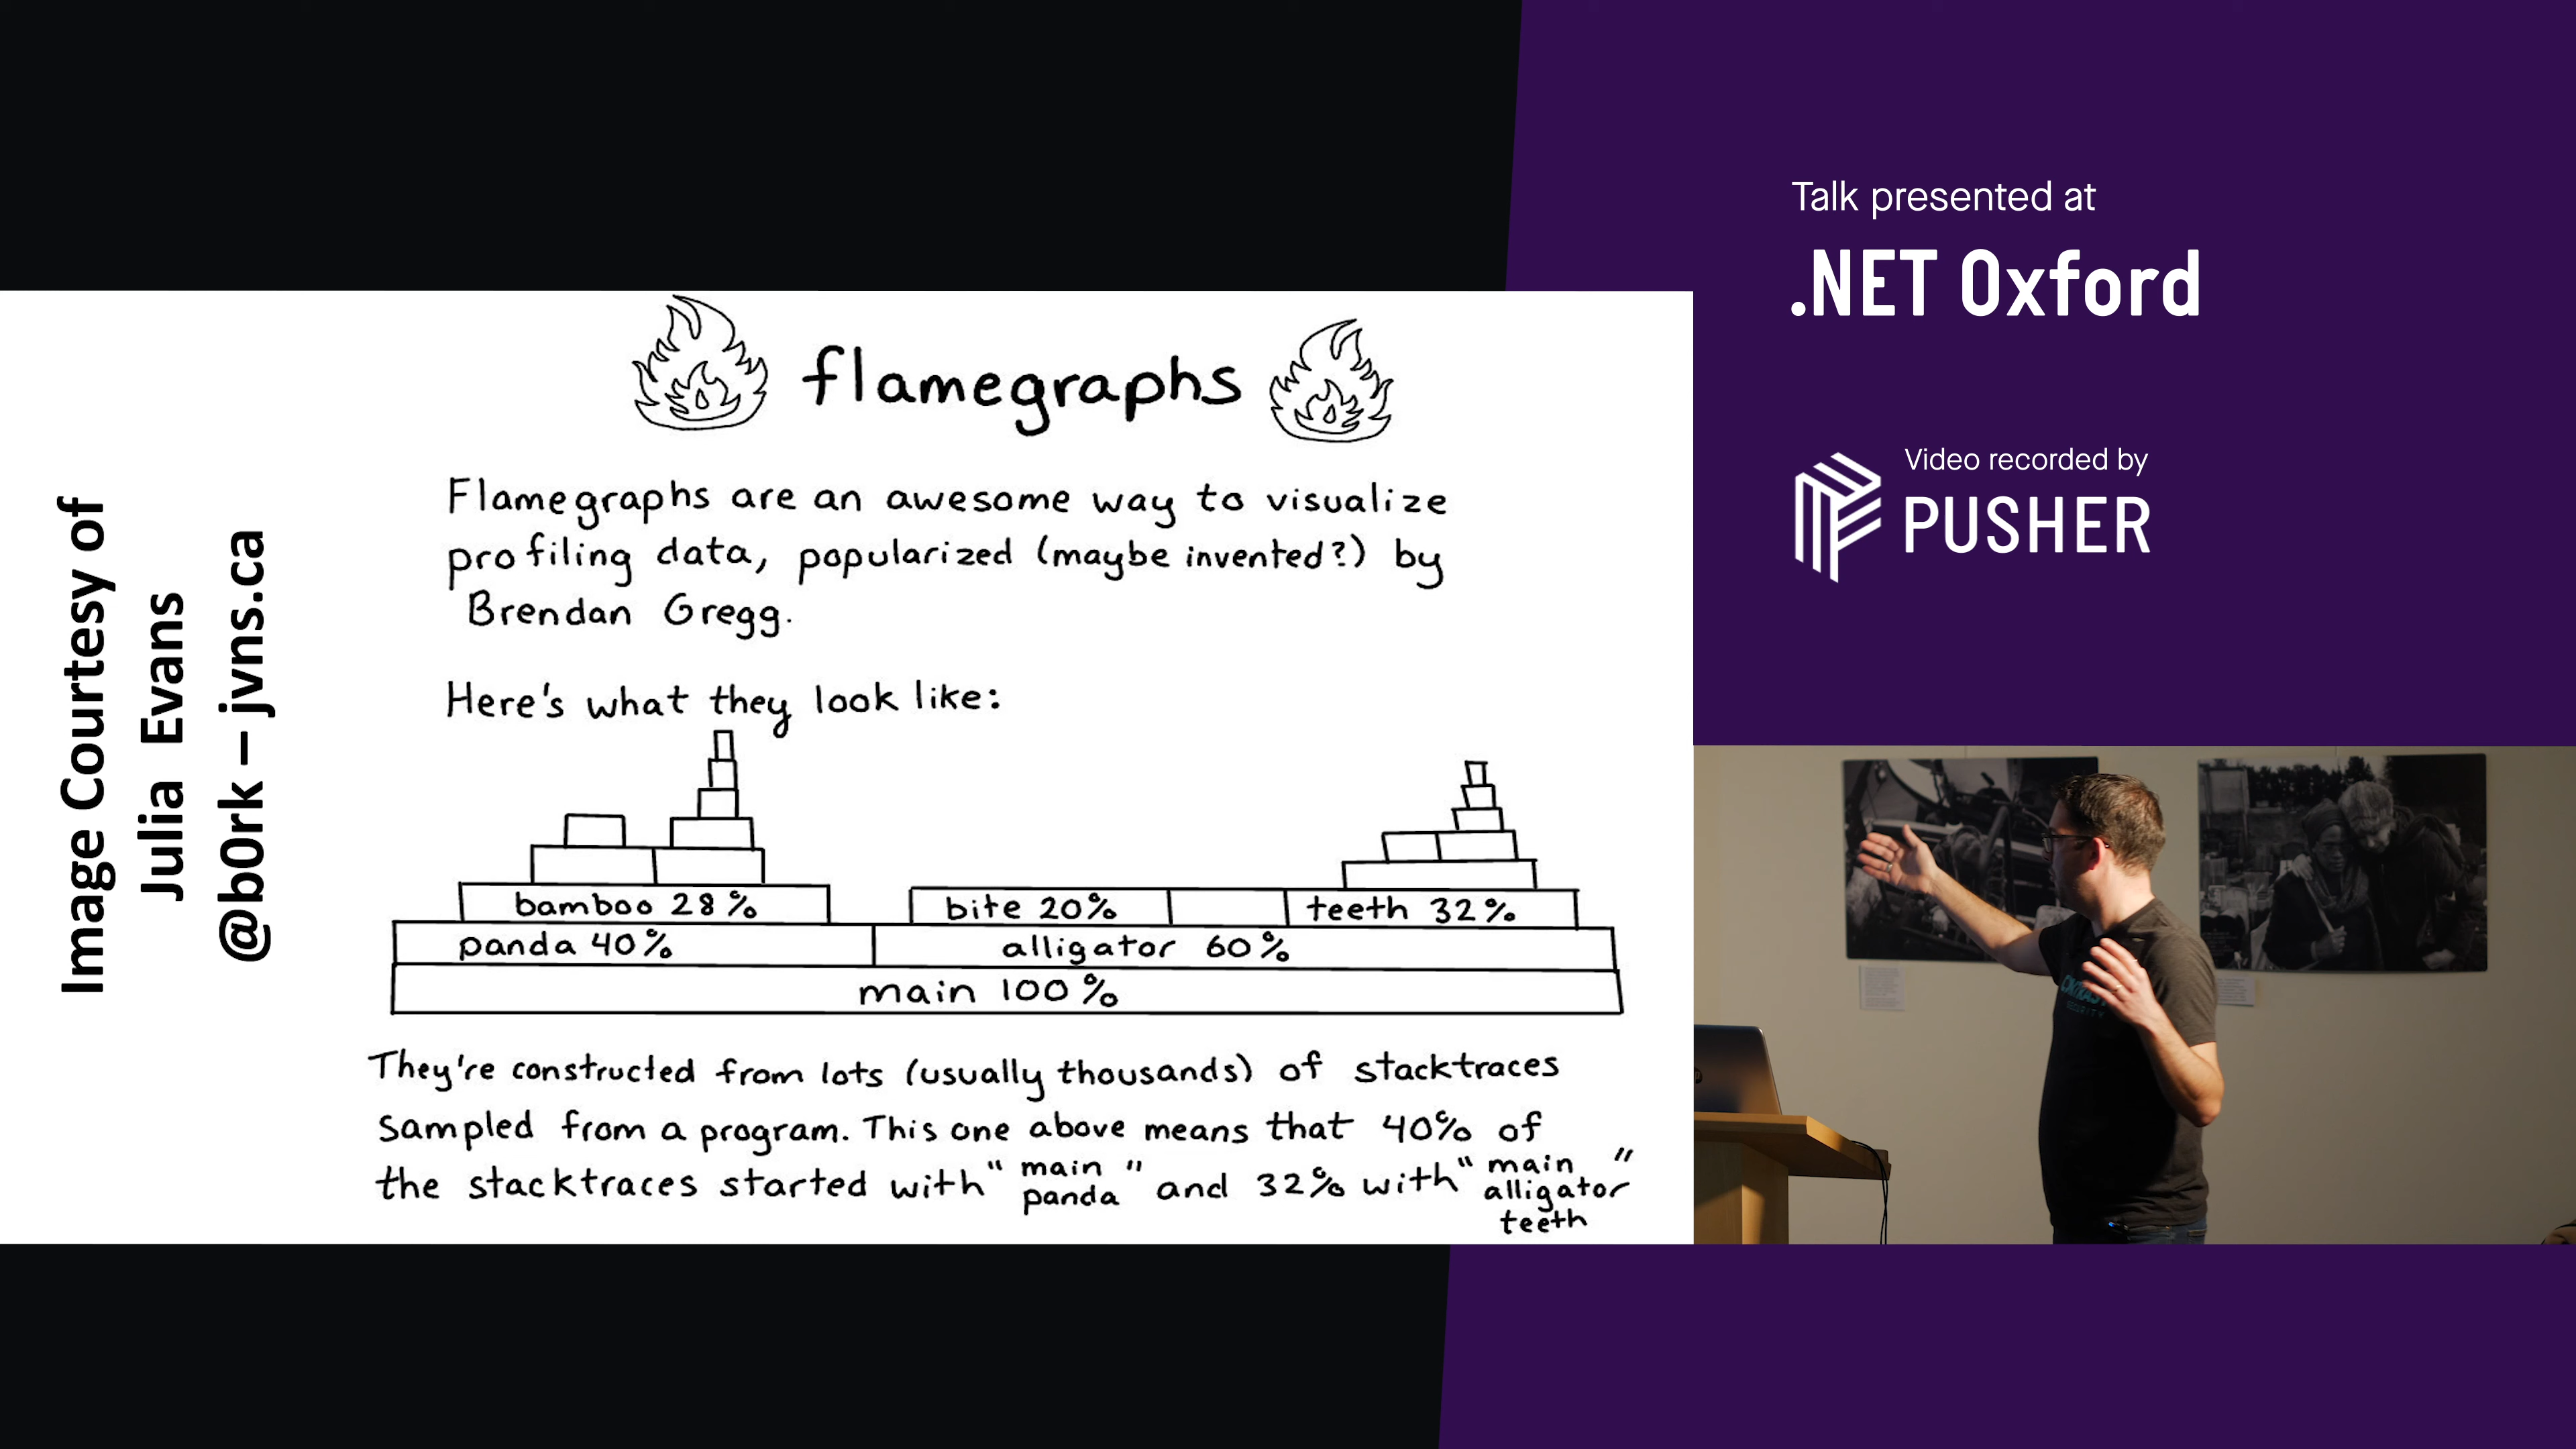 Image Courtesy of
Julia Evans
@b0rk – jvns.ca
flamegraphs
Flamegraphs are an awesome way to visualize
profiling data, popularized (maybe invented?) by
Brendan Gregg.
Here's what they look like:
bamboo 28%
bite 20%
teeth 32%
panda 40%
alligator 60%
main 100%
They're constructed from lots (usually thousands) of stacktraces
sampled from a program. This one above means that 40% of
the stacktraces started with "main panda" and 32% with "main alligator teeth"
Talk presented at
.NET Oxford
Video recorded by
PUSHER